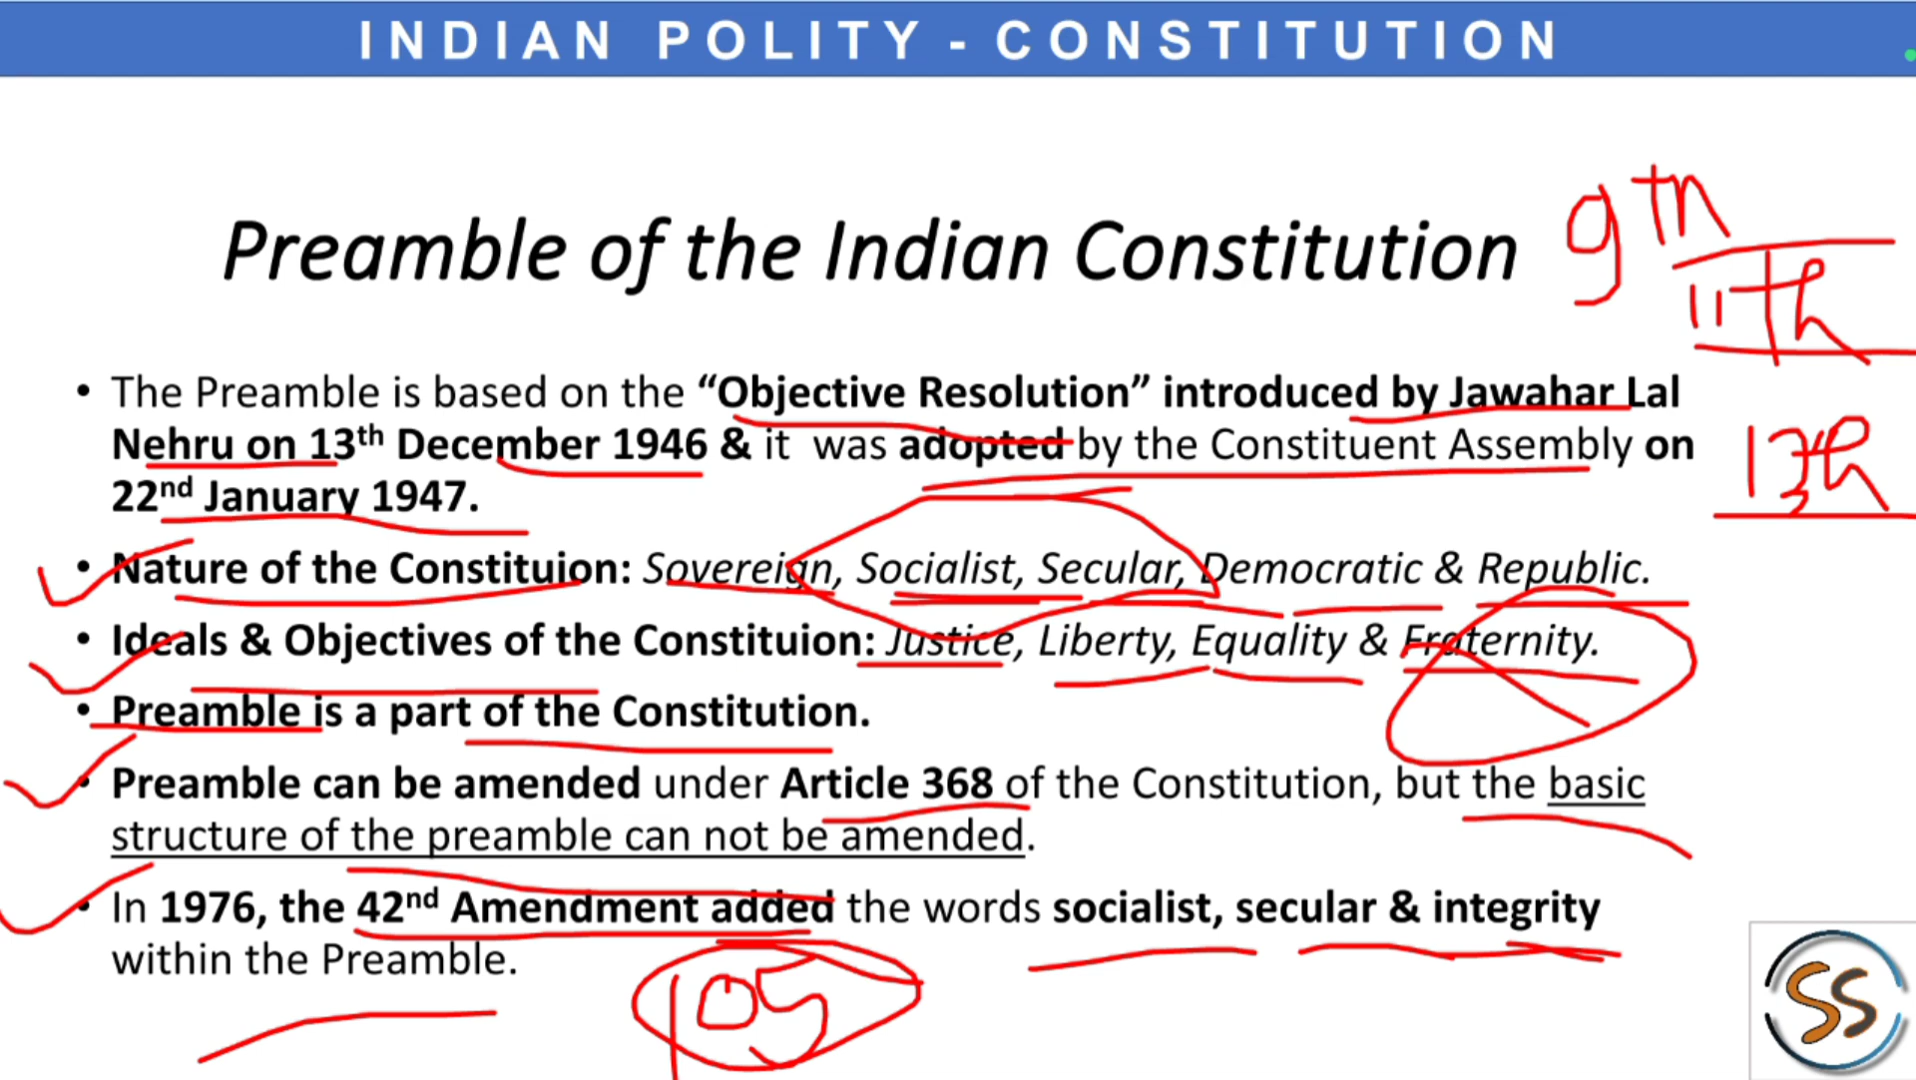 INDIAN POLITY - CONSTITUTION
Preamble of the Indian Constitution
9th
11th
13th
• The Preamble is based on the “Objective Resolution” introduced by Jawahar Lal
Nehru on 13th December 1946 & it was adopted by the Constituent Assembly on
22nd January 1947.
• Nature of the Constituion: Sovereign, Socialist, Secular, Democratic & Republic.
• Ideals & Objectives of the Constituion: Justice, Liberty, Equality & Fraternity.
• Preamble is a part of the Constitution.
• Preamble can be amended under Article 368 of the Constitution, but the basic
structure of the preamble can not be amended.
• In 1976, the 42nd Amendment added the words socialist, secular & integrity
within the Preamble.
105
SS